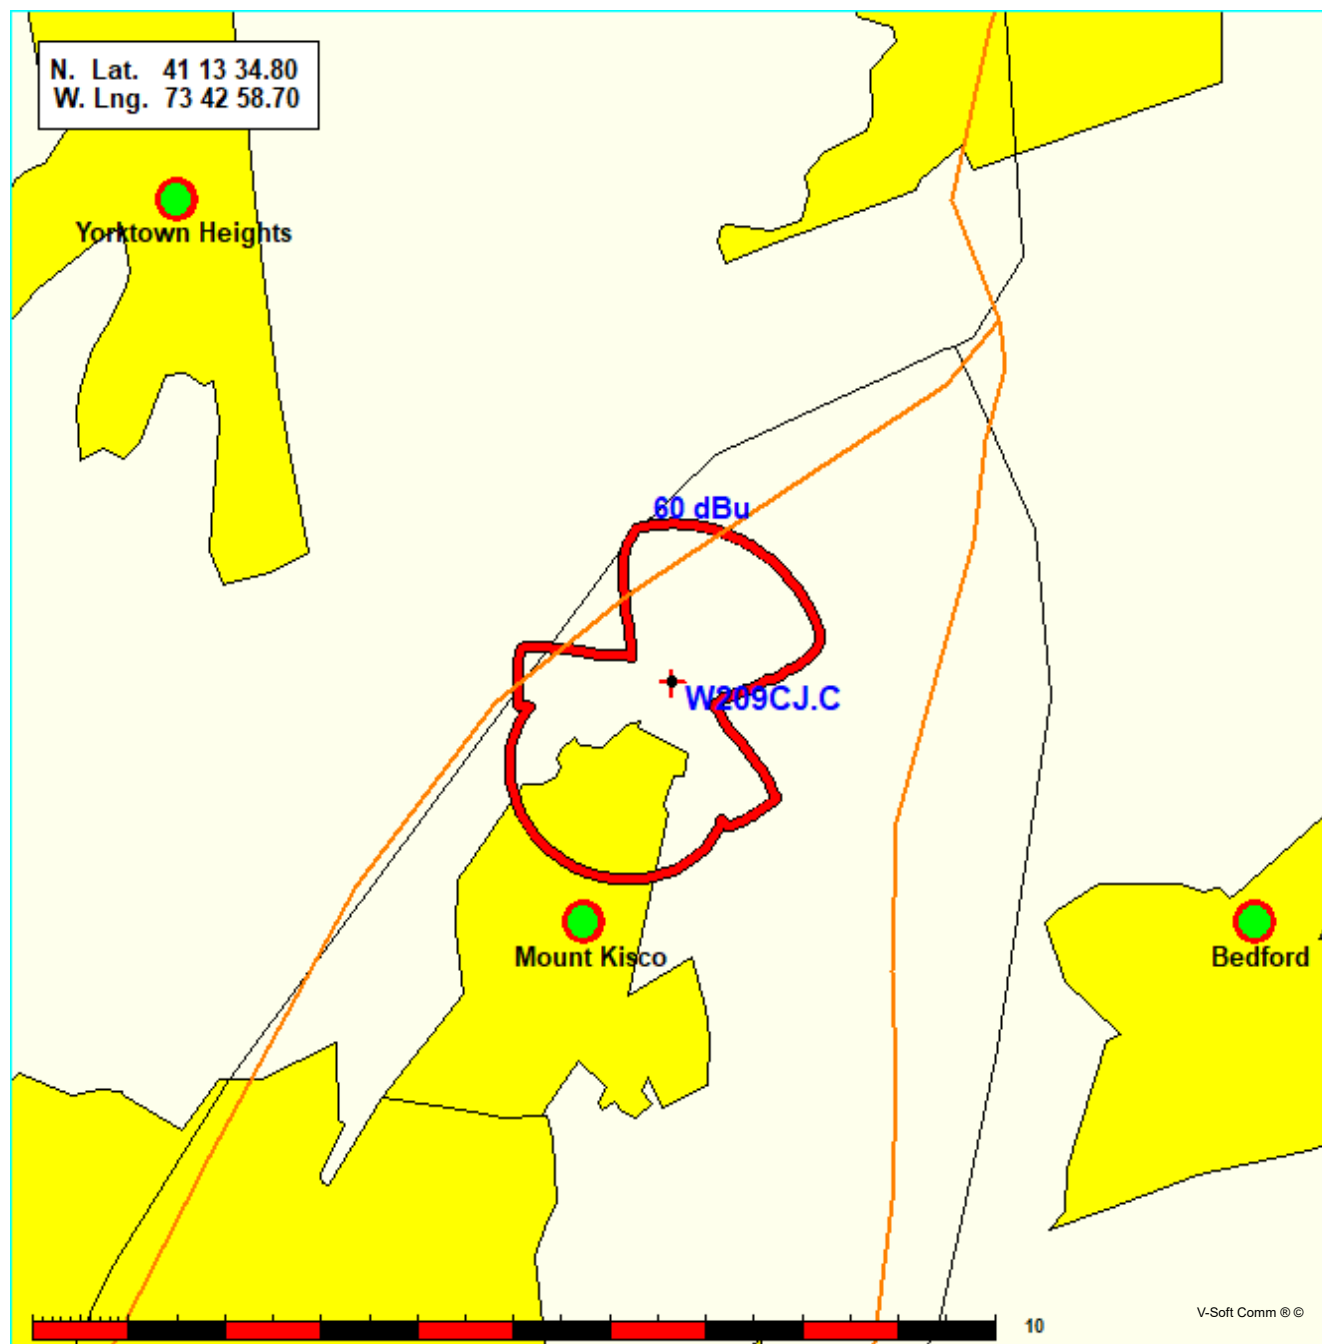 N. Lat. 41 13 34.80
W. Lng. 73 42 58.70
Yorktown Heights
60 dBu
W209CJ.C
Mount Kisco
Bedford
V-Soft Comm ® ©
10